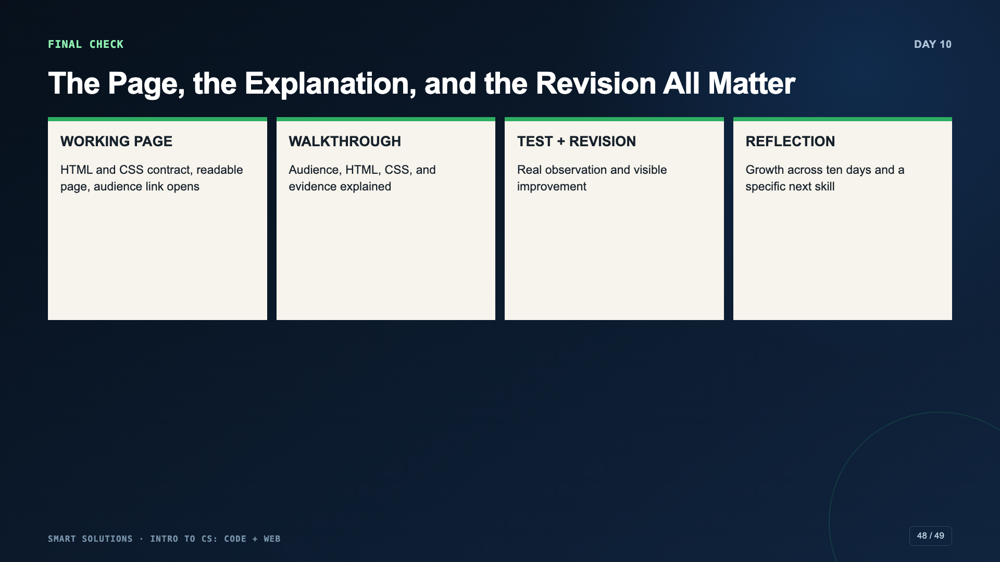 FINAL CHECK
DAY 10
The Page, the Explanation, and the Revision All Matter
WORKING PAGE
HTML and CSS contract, readable
page, audience link opens
WALKTHROUGH
Audience, HTML, CSS, and
evidence explained
TEST + REVISION
Real observation and visible
improvement
REFLECTION
Growth across ten days and a
specific next skill
SMART SOLUTIONS · INTRO TO CS: CODE + WEB
48 / 49